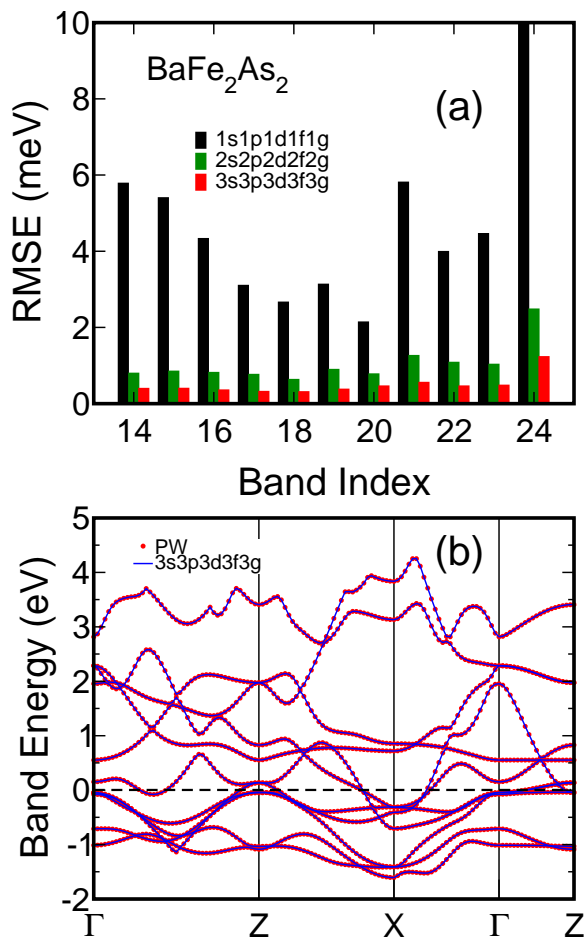 10
8
6
4
2
0
RMSE (meV)
BaFe₂As₂
(a)
1s1p1d1f1g
2s2p2d2f2g
3s3p3d3f3g
14 16 18 20 22 24
Band Index
5
4
3
2
1
0
-1
-2
Band Energy (eV)
PW
3s3p3d3f3g
(b)
Γ Z X Γ Z